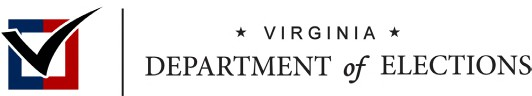 ★ VIRGINIA ★
DEPARTMENT of ELECTIONS